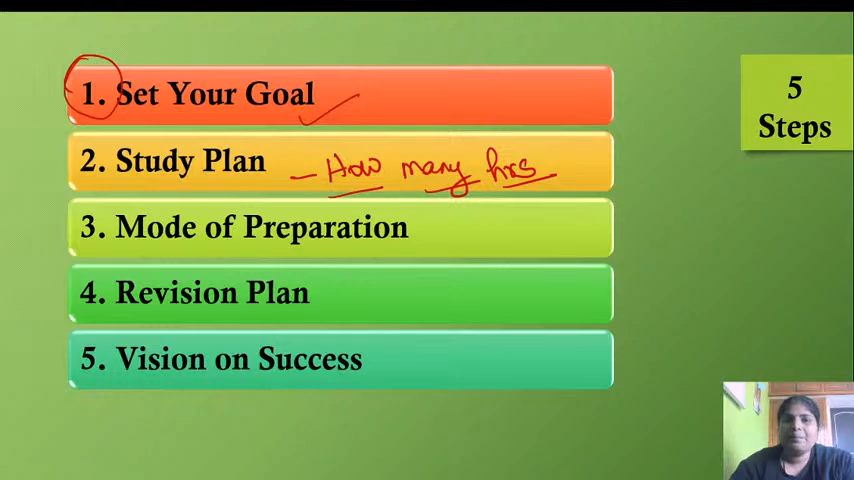 1. Set Your Goal
2. Study Plan - How many hrs
3. Mode of Preparation
4. Revision Plan
5. Vision on Success
5
Steps